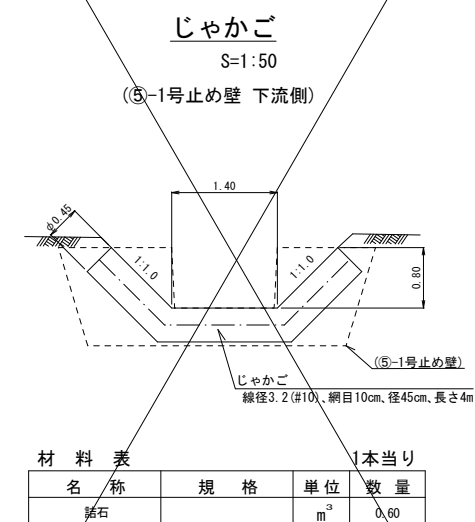 じゃかご
S=1:50
(⑤-1号止め壁 下流側)
1.40
φ0.45
1:1.0
1:1.0
0.80
(⑤-1号止め壁)
じゃかご
線径3.2(#10)、網目10cm、径45cm、長さ4m
材 料 表 1本当り
名 称 規 格 単位 数 量
詰石 m³ 0.60